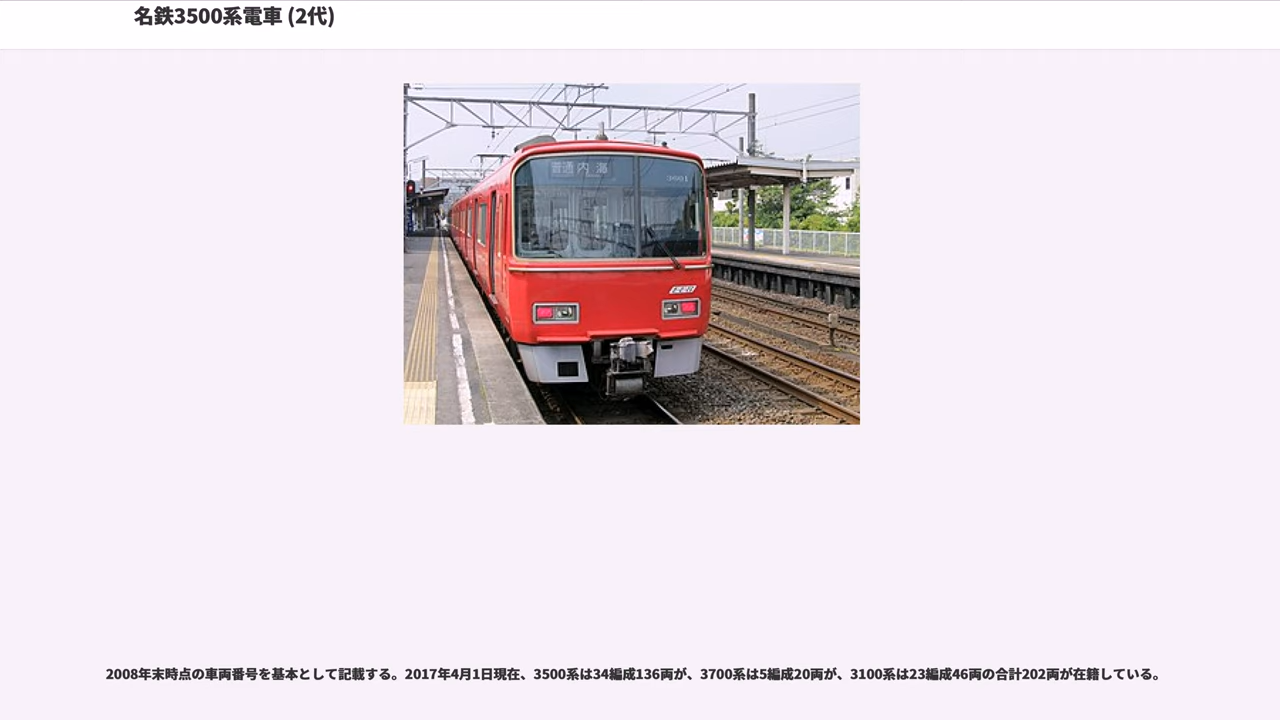 名鉄3500系電車 (2代)
普通 内 海
2008年末時点の車両番号を基本として記載する。2017年4月1日現在、3500系は34編成136両が、3700系は5編成20両が、3100系は23編成46両の合計202両が在籍している。